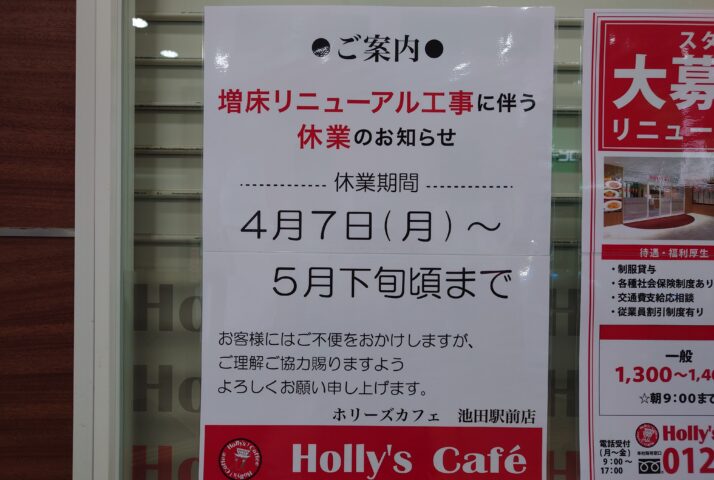 ●ご案内●
増床リニューアル工事に伴う
休業のお知らせ
休業期間
4月7日(月)～
5月下旬頃まで
お客様にはご不便をおかけしますが、
ご理解ご協力賜りますよう
よろしくお願い申し上げます。
ホリーズカフェ 池田駅前店
Holly's Café
スタ
大募
リニュー
待遇・福利厚生
・制服貸与
・各種社会保険制度あり
・交通費支給応相談
・従業員割引制度有り
一般
1,300～1,4
☆朝9:00まで
電話受付
(月～金)
9:00～
17:00
Holly's
012
Holly's Coffee
Ho
Ho
Ho